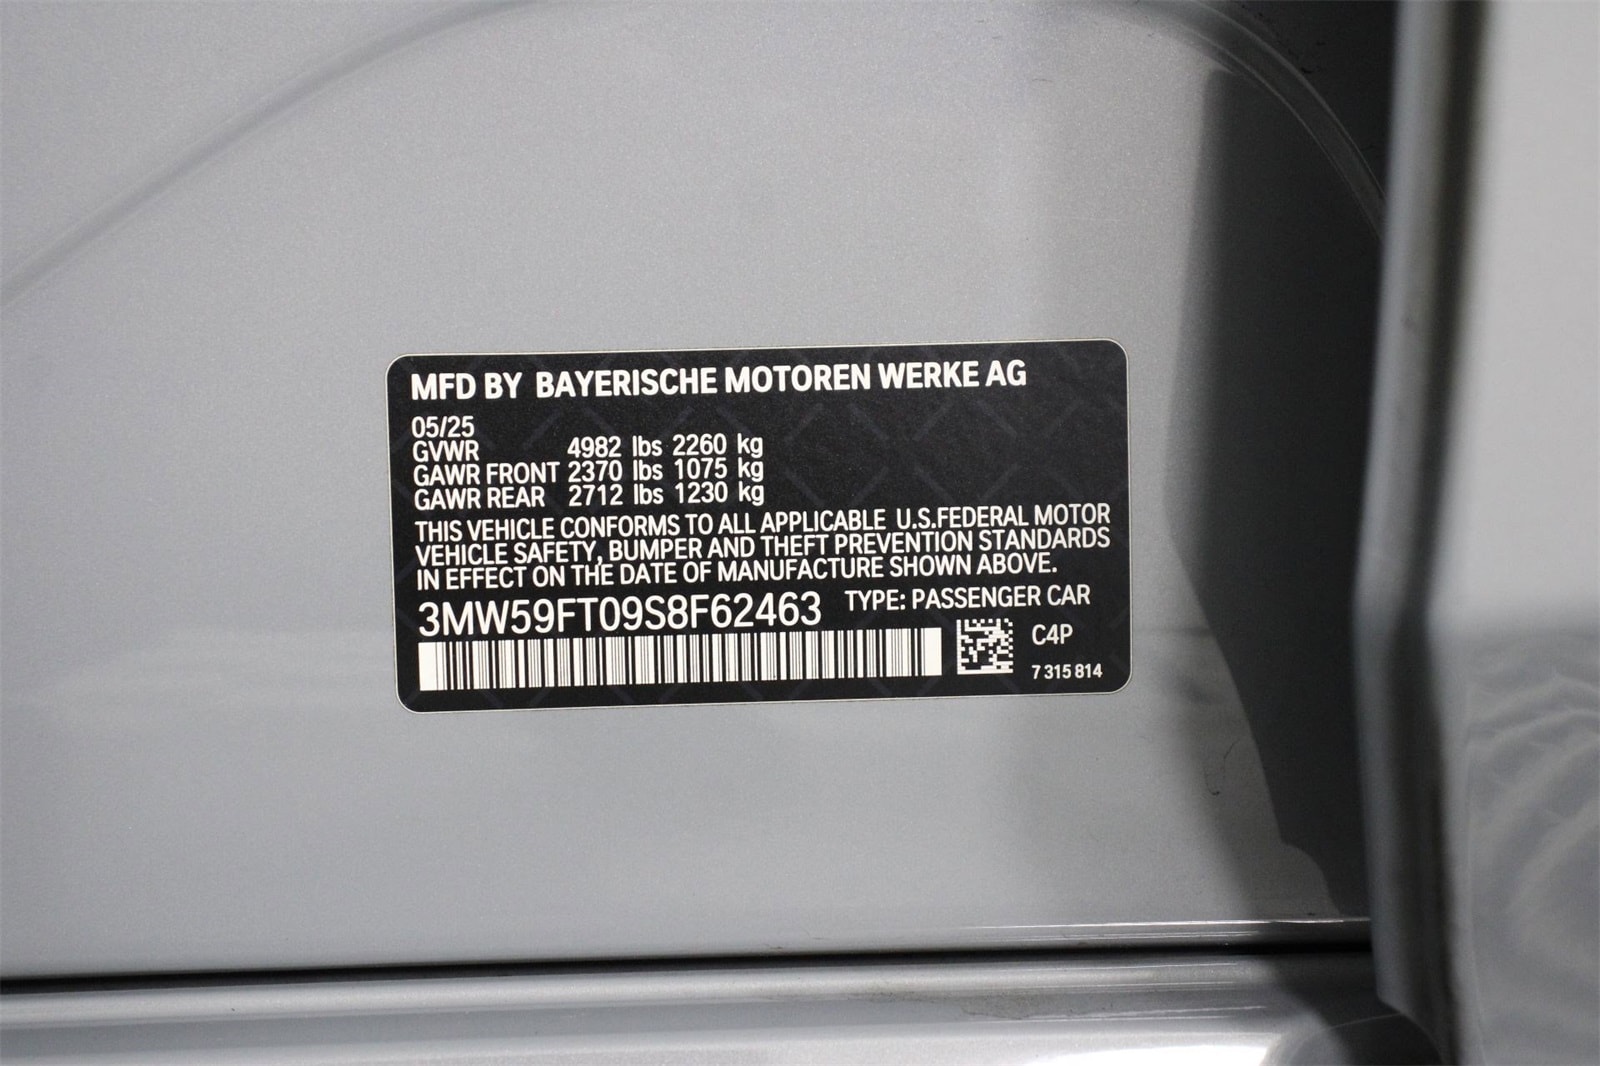 MFD BY BAYERISCHE MOTOREN WERKE AG
05/25
GVWR 4982 lbs 2260 kg
GAWR FRONT 2370 lbs 1075 kg
GAWR REAR 2712 lbs 1230 kg
THIS VEHICLE CONFORMS TO ALL APPLICABLE U.S.FEDERAL MOTOR
VEHICLE SAFETY, BUMPER AND THEFT PREVENTION STANDARDS
IN EFFECT ON THE DATE OF MANUFACTURE SHOWN ABOVE.
3MW59FT09S8F62463 TYPE: PASSENGER CAR
C4P
7 315 814